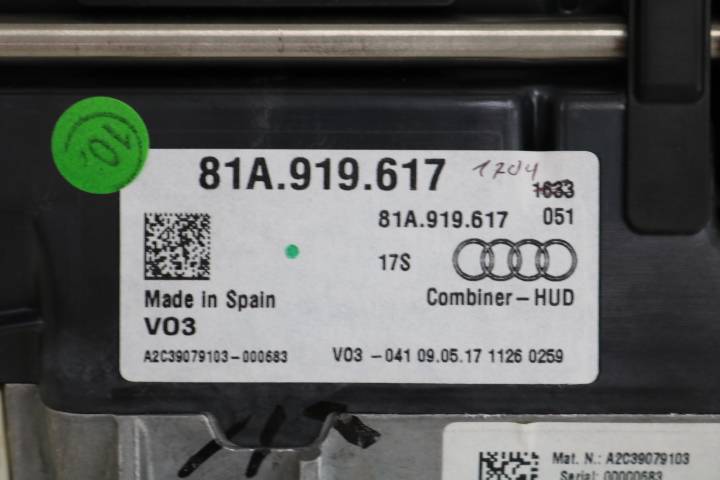 10.
81A.919.617 1704
1633
81A.919.617 051
17S
Made in Spain Combiner-HUD
V03
A2C39079103-000683 V03 -041 09.05.17 1126 0259
Mat. N.: A2C39079103
Serial: 00000683